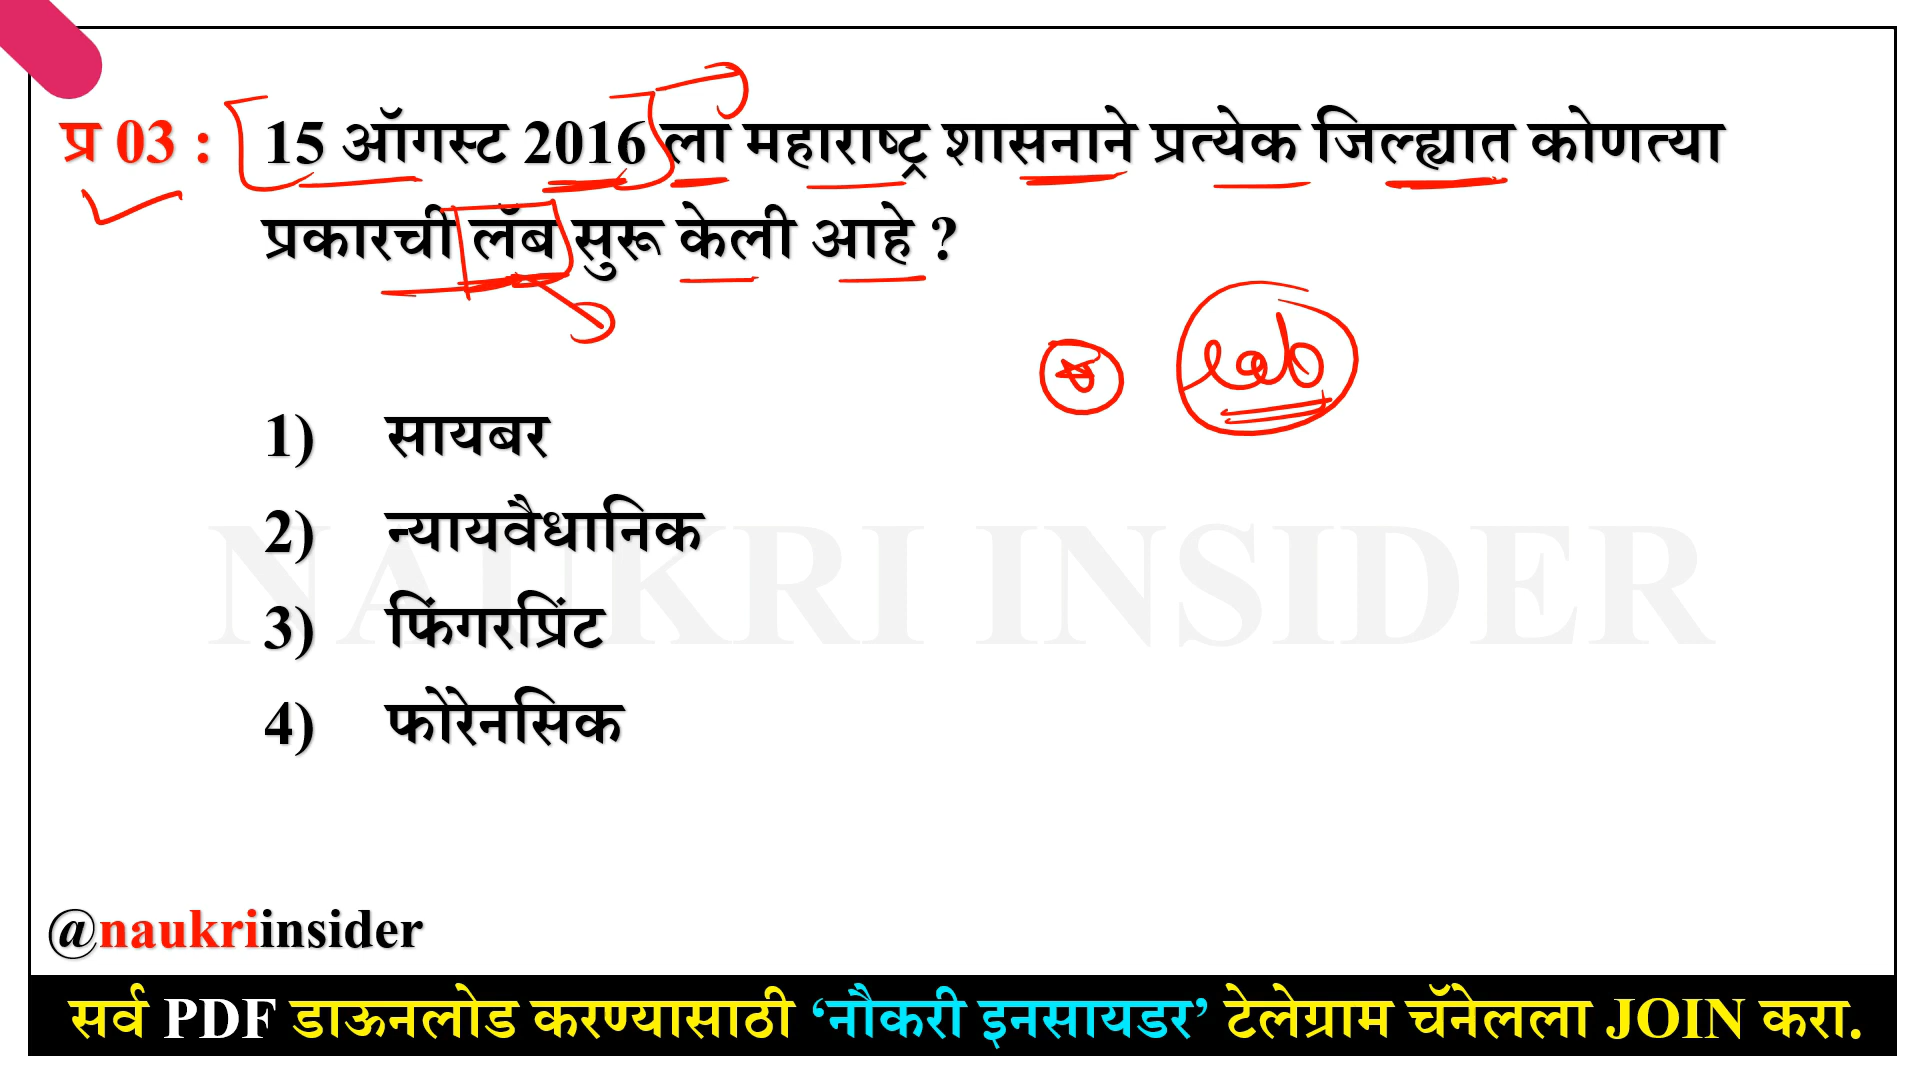 प्र 03 : 15 ऑगस्ट 2016 ला महाराष्ट्र शासनाने प्रत्येक जिल्ह्यात कोणत्या
प्रकारची लॅब सुरू केली आहे ?
lab
1) सायबर
2) न्यायवैधानिक
3) फिंगरप्रिंट
4) फोरेनसिक
NAUKRI INSIDER
@naukriinsider
सर्व PDF डाऊनलोड करण्यासाठी ‘नौकरी इनसायडर’ टेलेग्राम चॅनेलला JOIN करा.